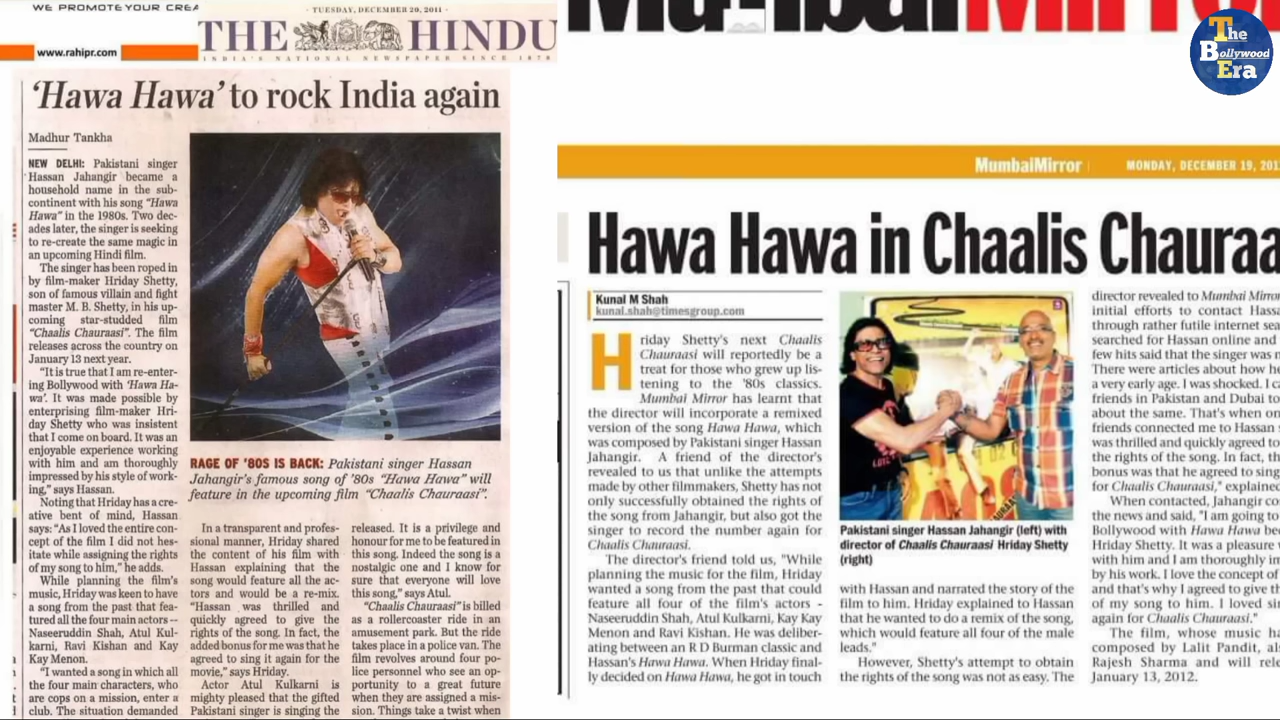 WE PROMOTE YOUR CREA
www.rahipr.com
- TUESDAY, DECEMBER 20, 2011 -
THE HINDU
INDIA'S NATIONAL NEWSPAPER SINCE 1878
'Hawa Hawa' to rock India again
Madhur Tankha
NEW DELHI: Pakistani singer
Hassan Jahangir became a
household name in the sub-
continent with his song "Hawa
Hawa" in the 1980s. Two dec-
ades later, the singer is seeking
to re-create the same magic in
an upcoming Hindi film.
The singer has been roped in
by film-maker Hriday Shetty,
son of famous villain and fight
master M. B. Shetty, in his up-
coming star-studded film
"Chaalis Chauraasi". The film
releases across the country on
January 13 next year.
"It is true that I am re-enter-
ing Bollywood with 'Hawa Ha-
wa'. It was made possible by
enterprising film-maker Hri-
day Shetty who was insistent
that I come on board. It was an
enjoyable experience working
with him and am thoroughly
impressed by his style of work-
ing," says Hassan.
Noting that Hriday has a cre-
ative bent of mind, Hassan
says: "As I loved the entire con-
cept of the film I did not hes-
itate while assigning the rights
of my song to him," he adds.
While planning the film's
music, Hriday was keen to have
a song from the past that fea-
tured all the four main actors --
Naseeruddin Shah, Atul Kul-
karni, Ravi Kishan and Kay
Kay Menon.
"I wanted a song in which all
the four main characters, who
are cops on a mission, enter a
club. The situation demanded
RAGE OF '80S IS BACK: Pakistani singer Hassan
Jahangir's famous song of '80s "Hawa Hawa" will
feature in the upcoming film "Chaalis Chauraasi".
In a transparent and profes-
sional manner, Hriday shared
the content of his film with
Hassan explaining that the
song would feature all the ac-
tors and would be a re-mix.
"Hassan was thrilled and
quickly agreed to give the
rights of the song. In fact, the
added bonus for me was that he
agreed to sing it again for the
movie," says Hriday.
Actor Atul Kulkarni is
mighty pleased that the gifted
Pakistani singer is singing the
released. It is a privilege and
honour for me to be featured in
this song. Indeed the song is a
nostalgic one and I know for
sure that everyone will love
this song," says Atul.
"Chaalis Chauraasi" is billed
as a rollercoaster ride in an
amusement park. But the ride
takes place in a police van. The
film revolves around four po-
lice personnel who see an op-
portunity to a great future
when they are assigned a mis-
sion. Things take a twist when
Mumbai Mirror
The
Bollywood
Era
MumbaiMirror | MONDAY, DECEMBER 19, 201
Hawa Hawa in Chaalis Chauraa
Kunal M Shah
kunal.shah@timesgroup.com
Hriday Shetty's next Chaalis
Chauraasi will reportedly be a
treat for those who grew up lis-
tening to the '80s classics.
Mumbai Mirror has learnt that
the director will incorporate a remixed
version of the song Hawa Hawa, which
was composed by Pakistani singer Hassan
Jahangir. A friend of the director's
revealed to us that unlike the attempts
made by other filmmakers, Shetty has not
only successfully obtained the rights of
the song from Jahangir, but also got the
singer to record the number again for
Chaalis Chauraasi.
The director's friend told us, "While
planning the music for the film, Hriday
wanted a song from the past that could
feature all four of the film's actors -
Naseeruddin Shah, Atul Kulkarni, Kay Kay
Menon and Ravi Kishan. He was deliber-
ating between an R D Burman classic and
Hassan's Hawa Hawa. When Hriday final-
ly decided on Hawa Hawa, he got in touch
Pakistani singer Hassan Jahangir (left) with
director of Chaalis Chauraasi Hriday Shetty
(right)
with Hassan and narrated the story of the
film to him. Hriday explained to Hassan
that he wanted to do a remix of the song,
which would feature all four of the male
leads."
However, Shetty's attempt to obtain
the rights of the song was not as easy. The
director revealed to Mumbai Mirror
initial efforts to contact Hassa
through rather futile internet sea
searched for Hassan online and
few hits said that the singer was n
There were articles about how he
a very early age. I was shocked. I ca
friends in Pakistan and Dubai to
about the same. That's when on
friends connected me to Hassan s
was thrilled and quickly agreed to
the rights of the song. In fact, th
bonus was that he agreed to sing
for Chaalis Chauraasi," explained
When contacted, Jahangir co
the news and said, "I am going to
Bollywood with Hawa Hawa bec
Hriday Shetty. It was a pleasure w
with him and I am thoroughly im
by his work. I love the concept of
and that's why I agreed to give th
of my song to him. I loved sin
again for Chaalis Chauraasi."
The film, whose music ha
composed by Lalit Pandit, als
Rajesh Sharma and will rele
January 13, 2012.